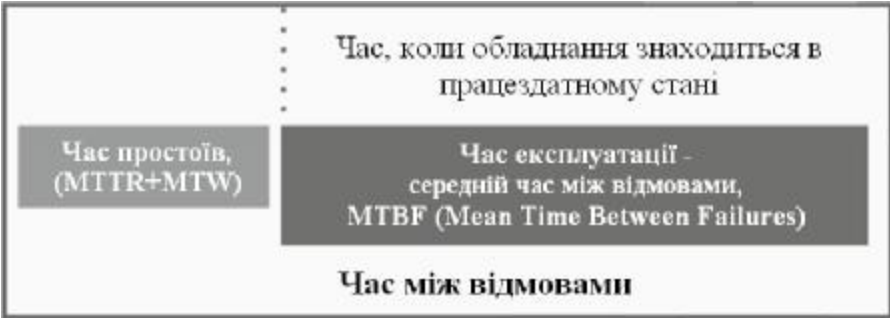 Час, коли обладнання знаходиться в
працездатному стані
Час простоїв,
(MTTR+MTW)
Час експлуатації -
середній час між відмовами,
MTBF (Mean Time Between Failures)
Час між відмовами